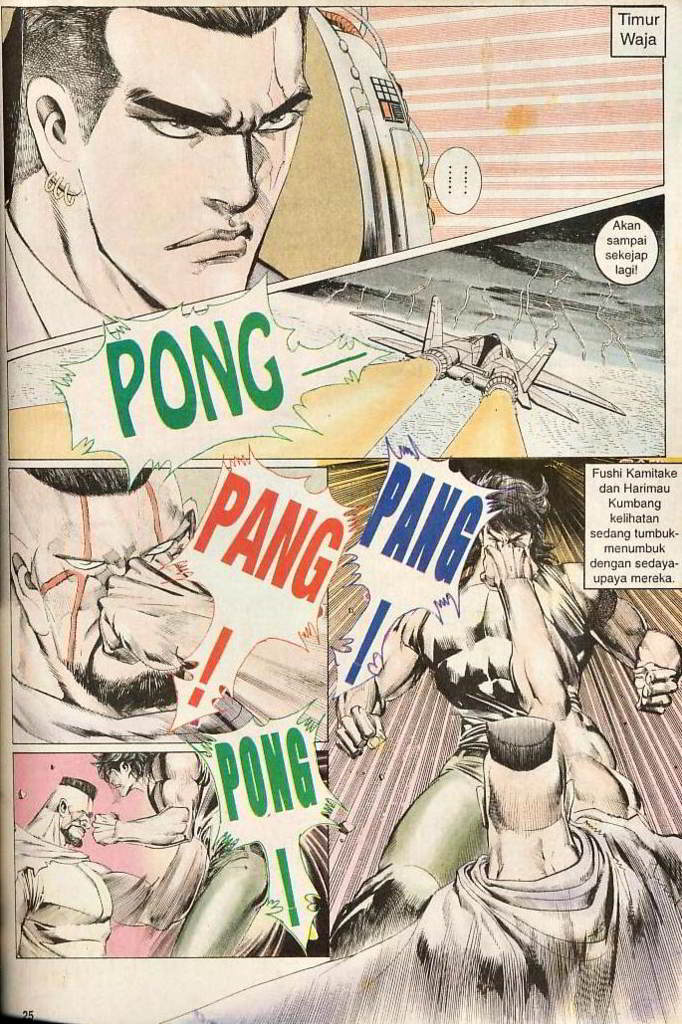 Timur
Waja
Akan
sampai
sekejap
lagi!
PONG —
PANG
!
PANG
!
Fushi Kamitake
dan Harimau
Kumbang
kelihatan
sedang tumbuk-
menumbuk
dengan sedaya-
upaya mereka.
PONG
!
25